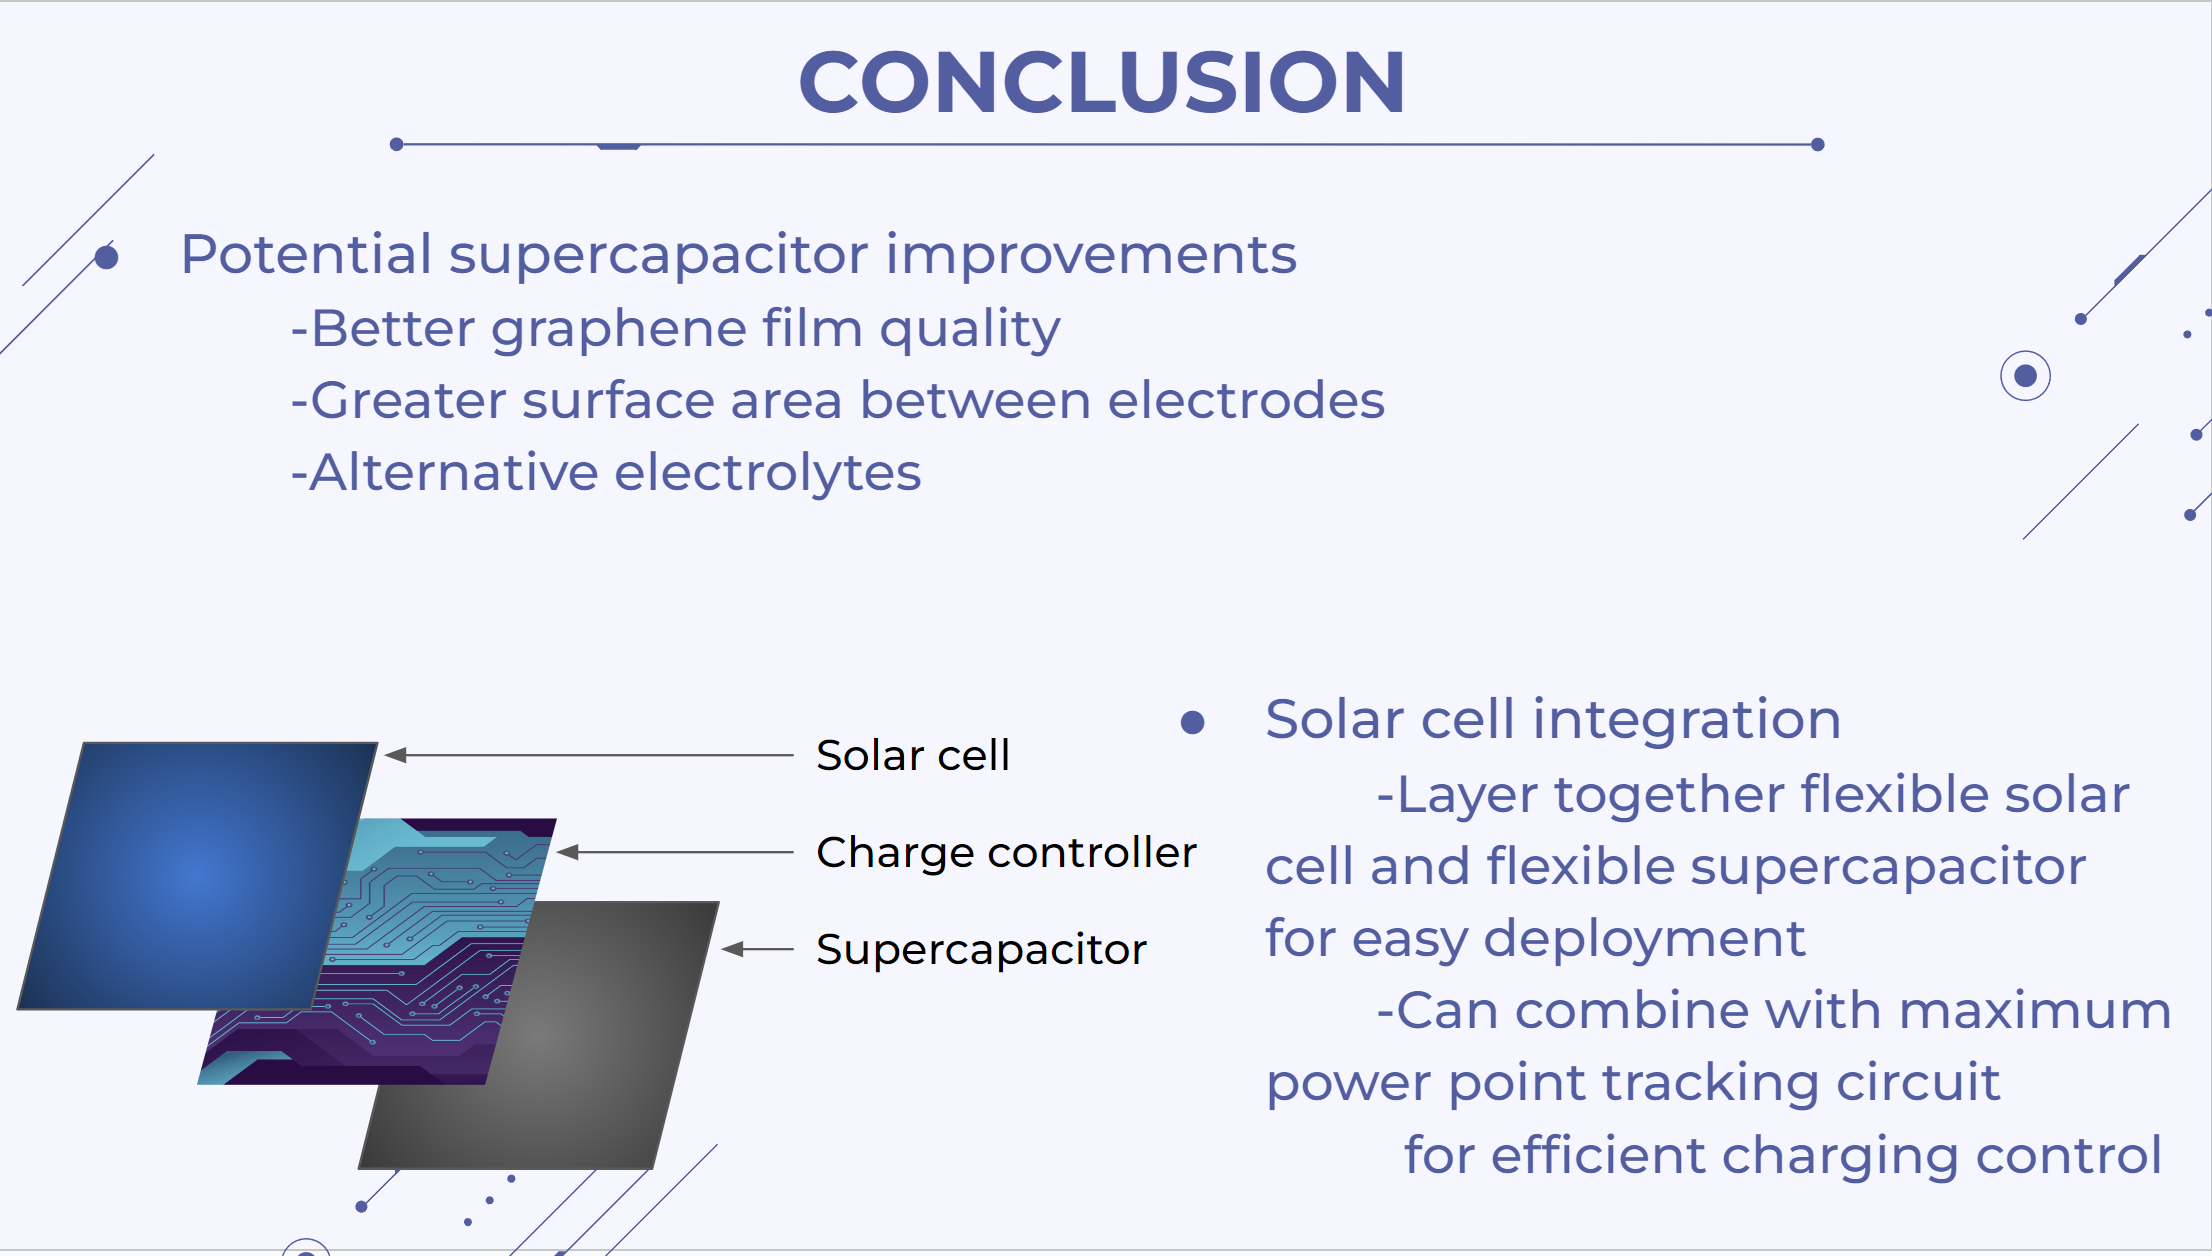 CONCLUSION
● Potential supercapacitor improvements
-Better graphene film quality
-Greater surface area between electrodes
-Alternative electrolytes
Solar cell
Charge controller
Supercapacitor
● Solar cell integration
-Layer together flexible solar
cell and flexible supercapacitor
for easy deployment
-Can combine with maximum
power point tracking circuit
for efficient charging control